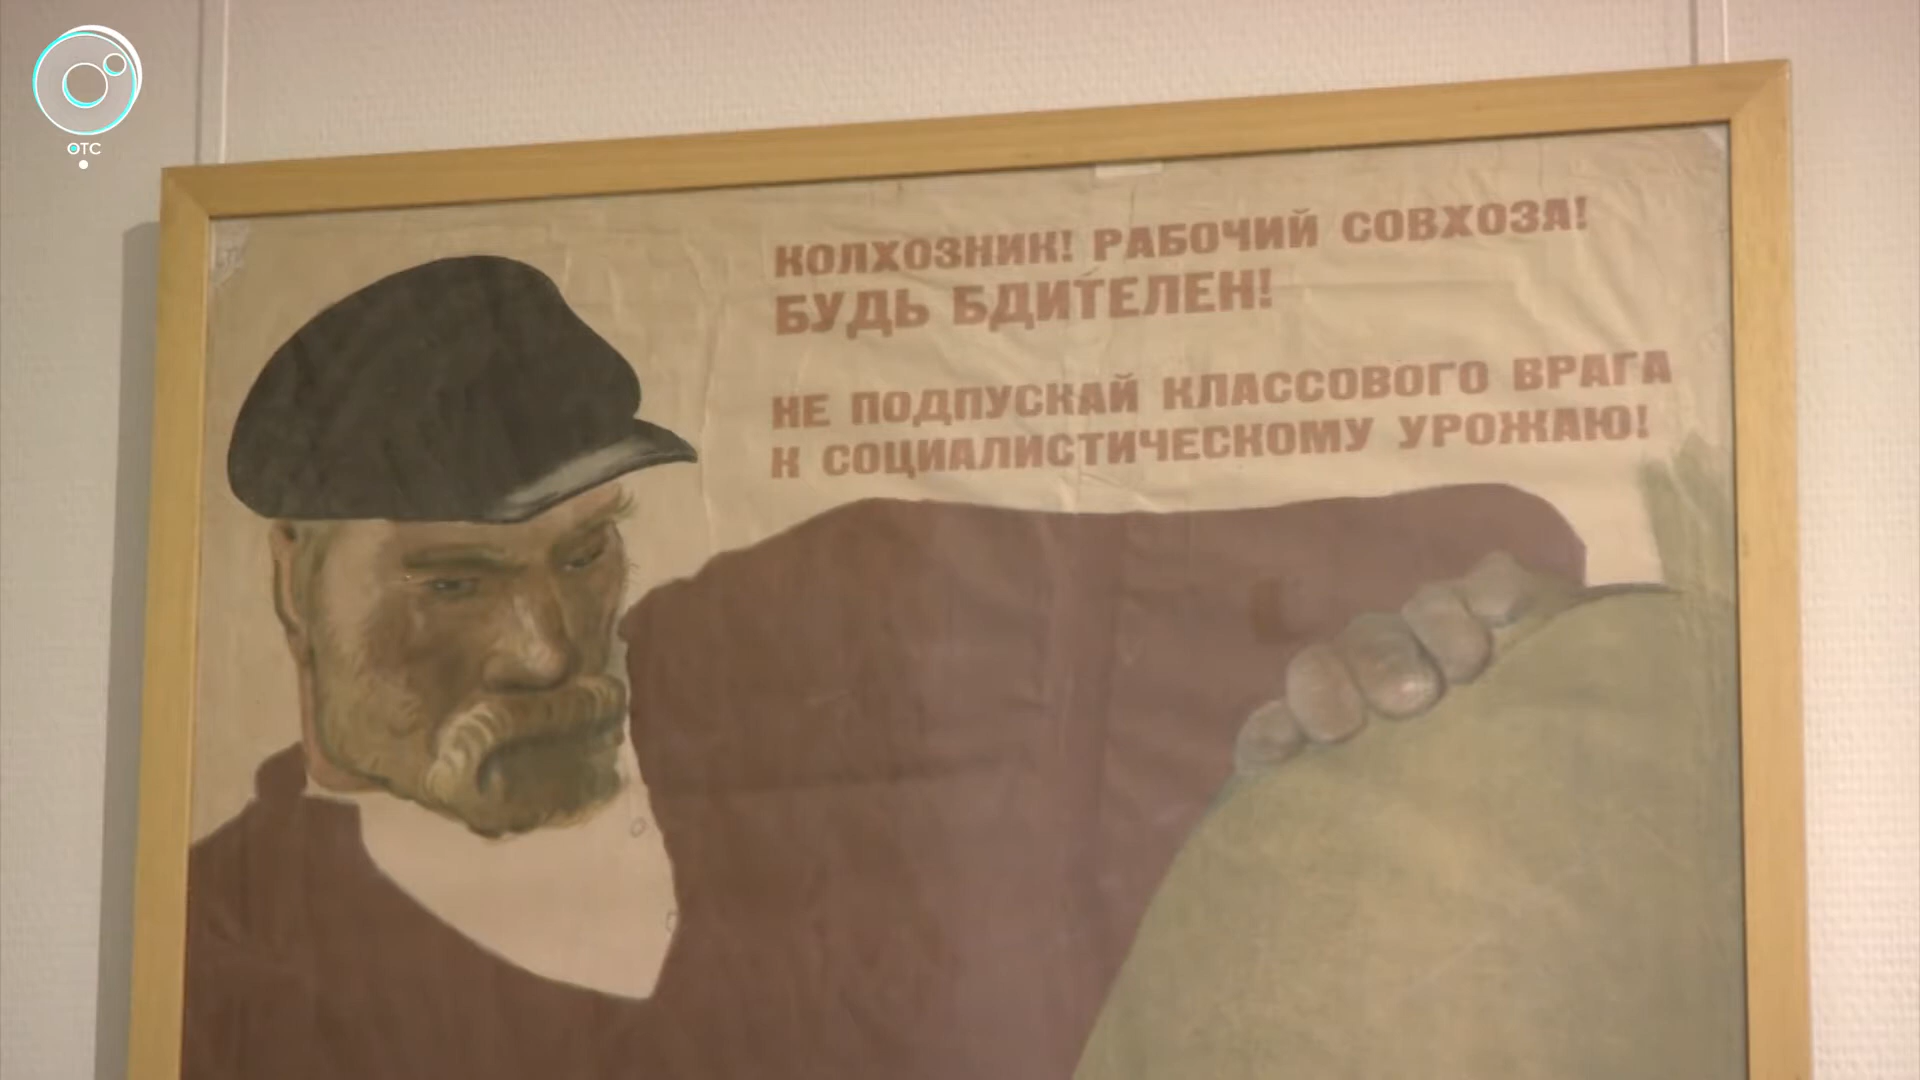 ОТС
КОЛХОЗНИК! РАБОЧИЙ СОВХОЗА!
БУДЬ БДИТЕЛЕН!
НЕ ПОДПУСКАЙ КЛАССОВОГО ВРАГА
К СОЦИАЛИСТИЧЕСКОМУ УРОЖАЮ!